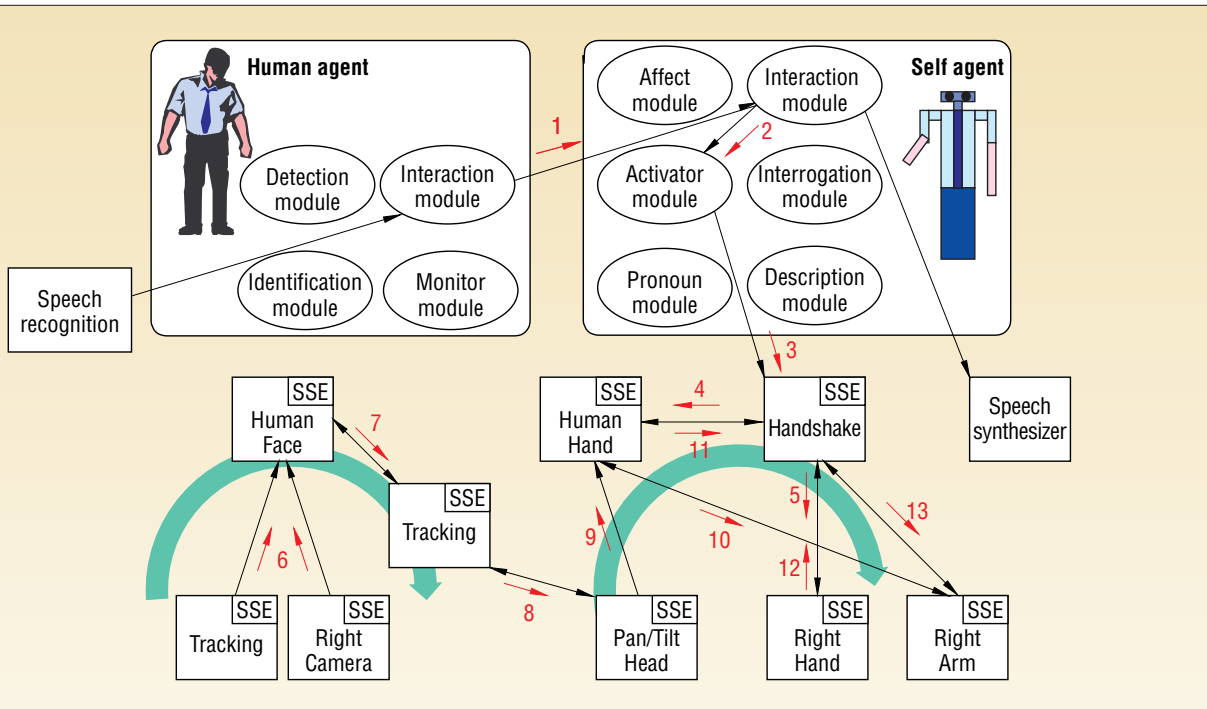 Human agent
Detection
module
Interaction
module
Identification
module
Monitor
module
Speech
recognition
1
Self agent
Affect
module
Interaction
module
2
Activator
module
Interrogation
module
Pronoun
module
Description
module
3
SSE
Human
Face
7
SSE
Tracking
6
SSE
Tracking
SSE
Right
Camera
8
SSE
Human
Hand
4
11
SSE
Handshake
Speech
synthesizer
9
10
5
12
13
SSE
Pan/Tilt
Head
SSE
Right
Hand
SSE
Right
Arm